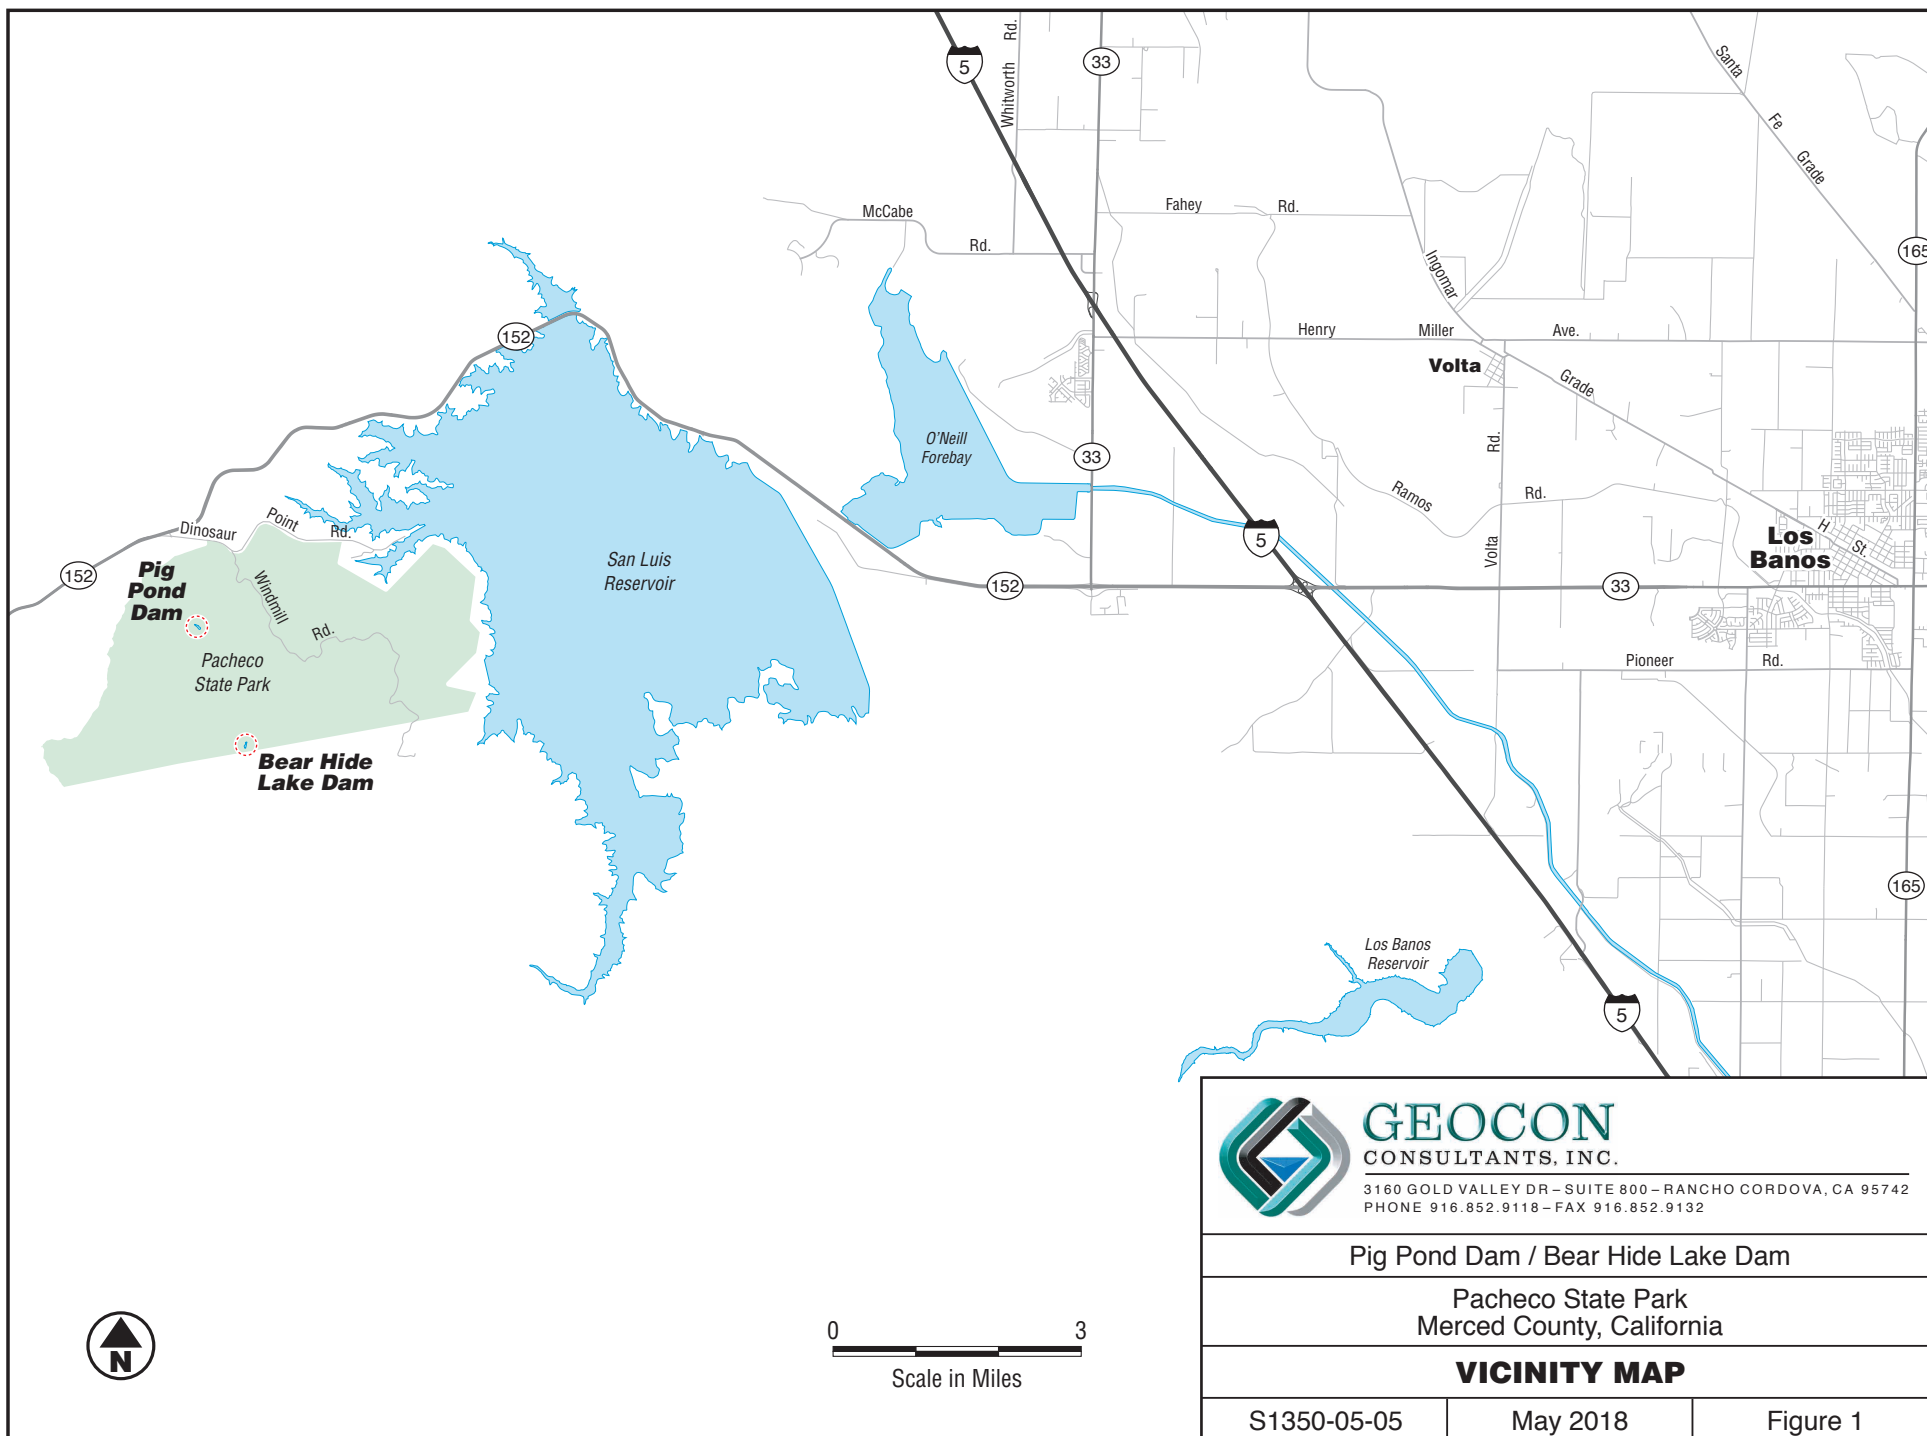 5
Whitworth Rd.
33
Santa Fe Grade
McCabe Rd.
Fahey Rd.
Ingomar Grade
165
152
Henry Miller Ave.
Volta
O'Neill
Forebay
33
Ramos Rd.
Volta Rd.
H St.
Los
Banos
Dinosaur Point Rd.
San Luis
Reservoir
5
152
Pig
Pond
Dam
Windmill Rd.
152
33
Pacheco
State Park
Pioneer Rd.
Bear Hide
Lake Dam
165
Los Banos
Reservoir
5
GEOCON
CONSULTANTS, INC.
3160 GOLD VALLEY DR – SUITE 800 – RANCHO CORDOVA, CA 95742
PHONE 916.852.9118 – FAX 916.852.9132
Pig Pond Dam / Bear Hide Lake Dam
Pacheco State Park
Merced County, California
VICINITY MAP
S1350-05-05
May 2018
Figure 1
N
0 3
Scale in Miles